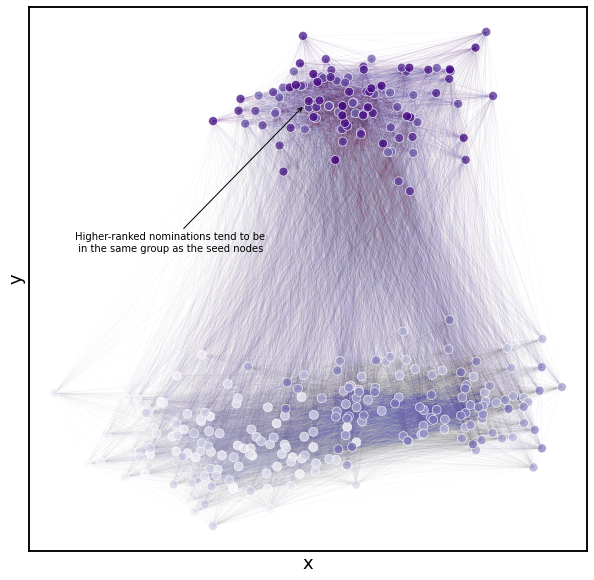 Higher-ranked nominations tend to be
in the same group as the seed nodes
y
x